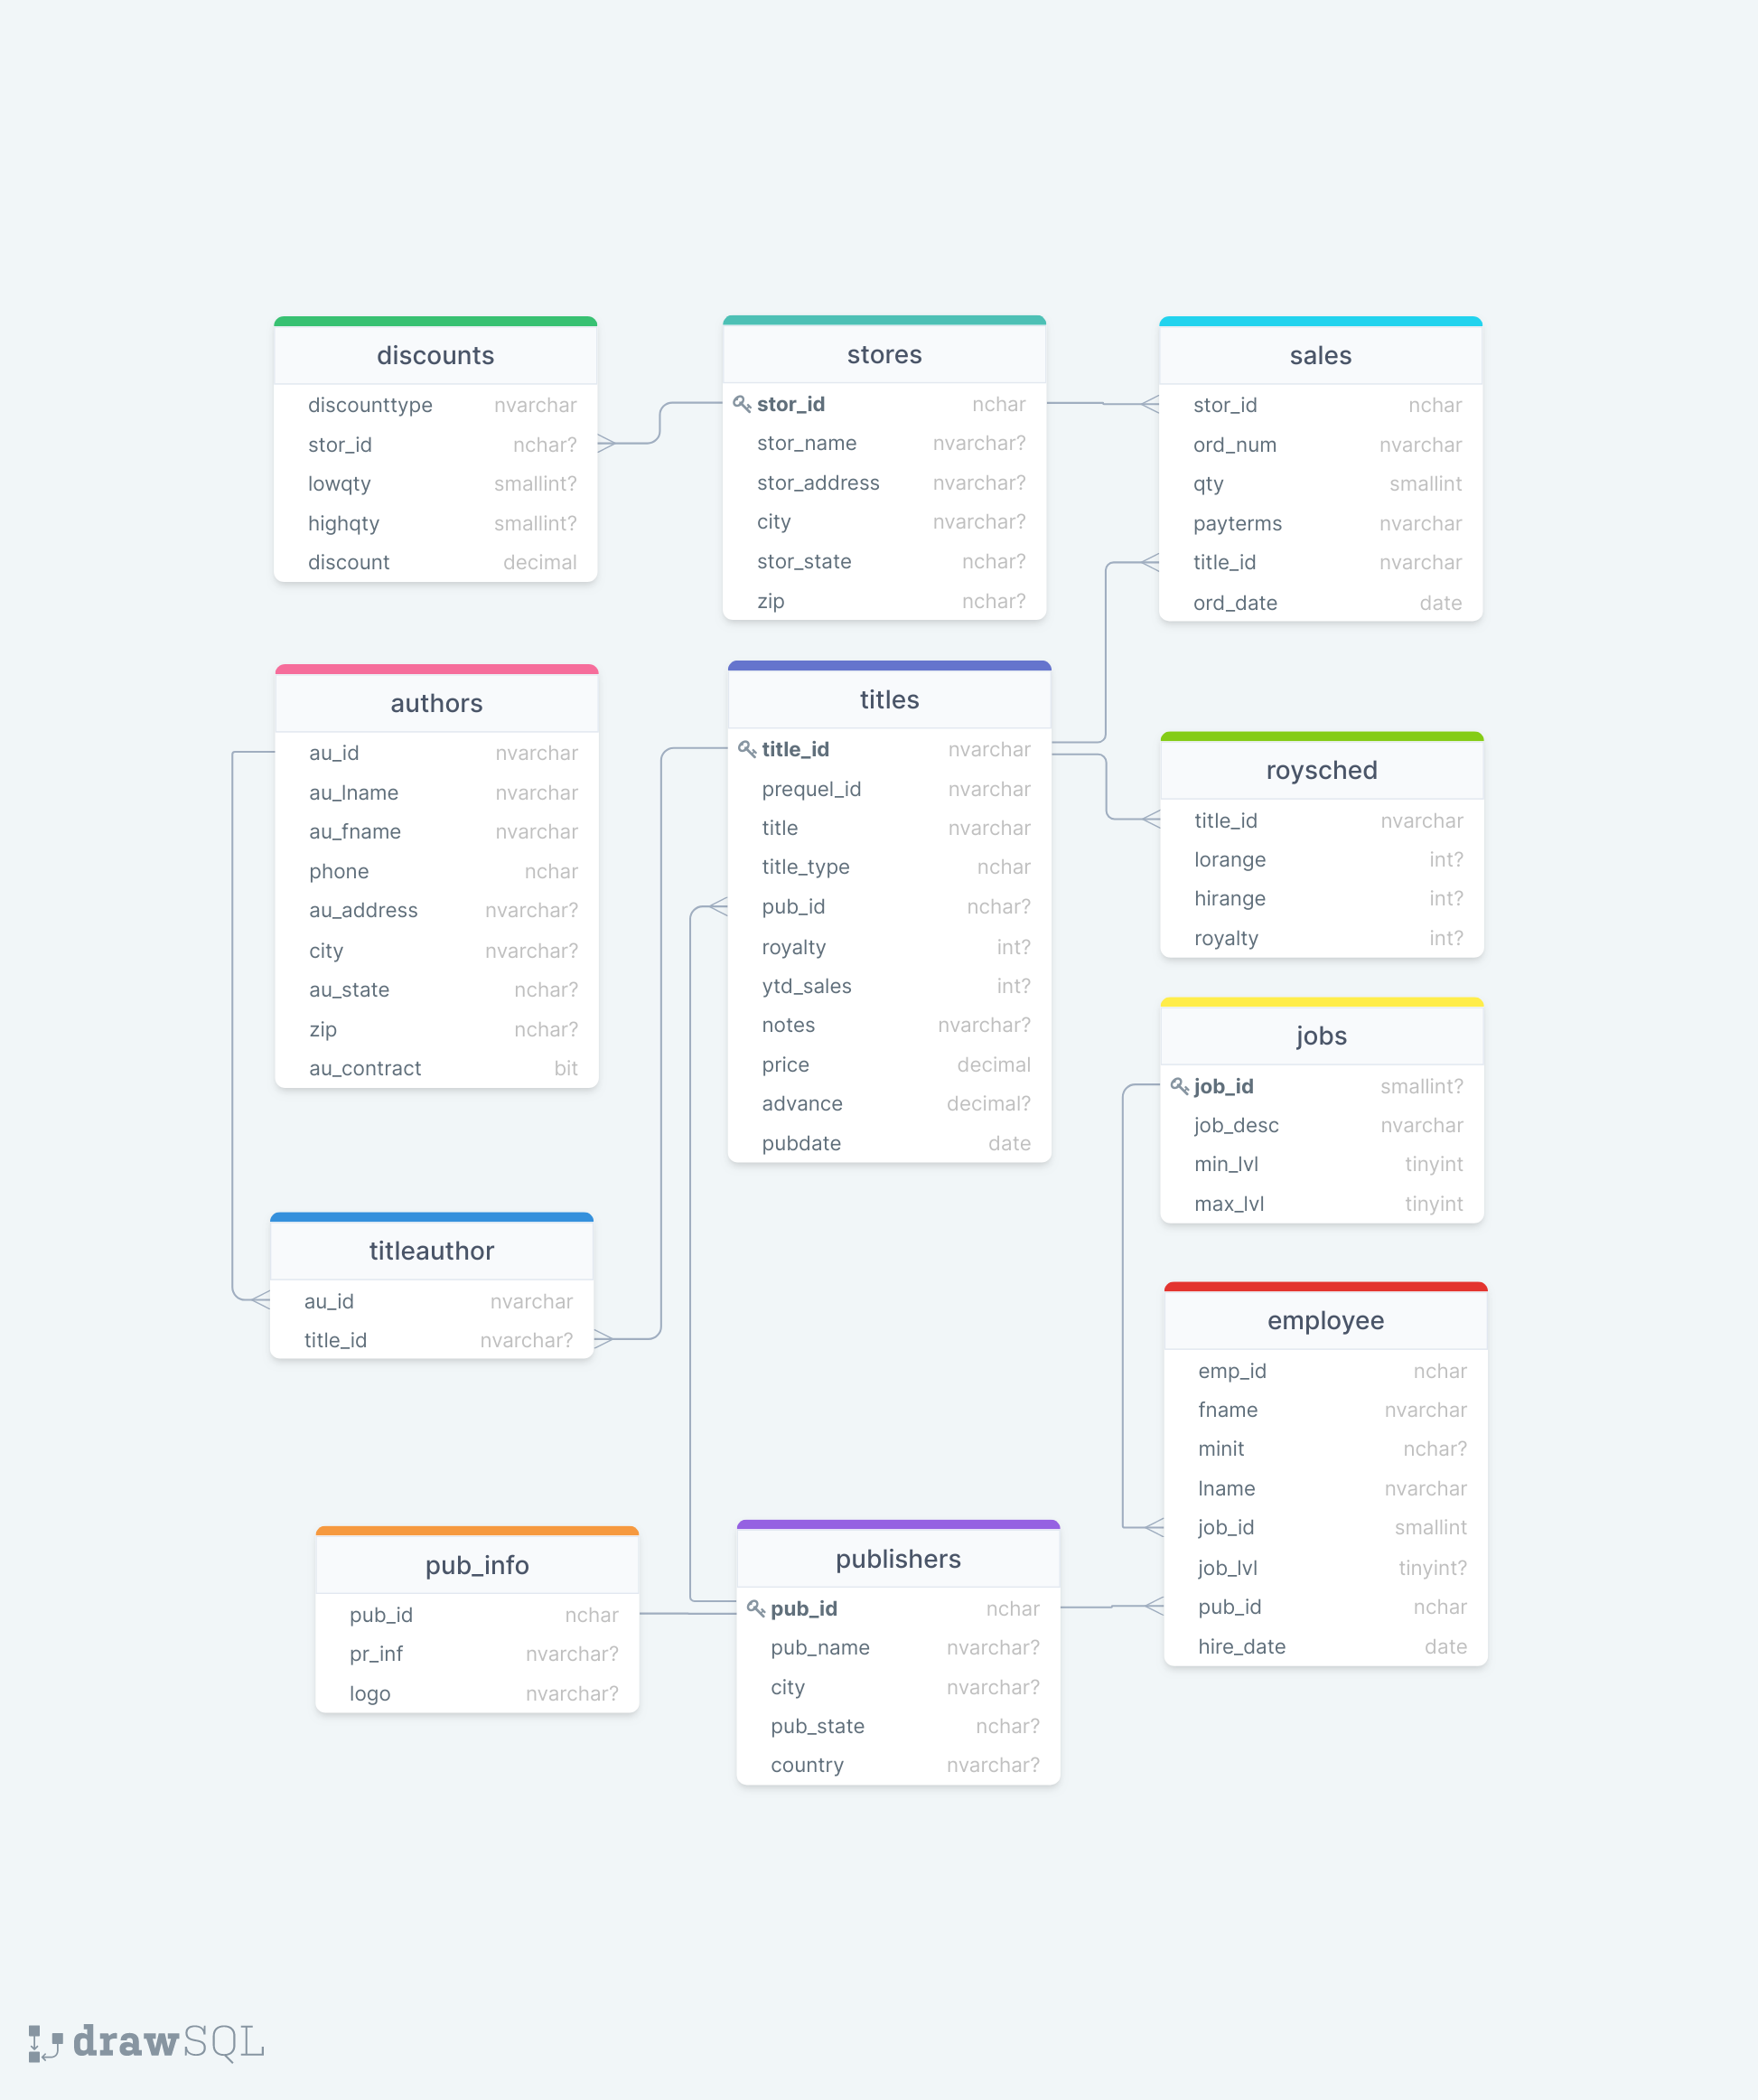 discounts
discounttype nvarchar
stor_id nchar?
lowqty smallint?
highqty smallint?
discount decimal
stores
stor_id nchar
stor_name nvarchar?
stor_address nvarchar?
city nvarchar?
stor_state nchar?
zip nchar?
sales
stor_id nchar
ord_num nvarchar
qty smallint
payterms nvarchar
title_id nvarchar
ord_date date
authors
au_id nvarchar
au_lname nvarchar
au_fname nvarchar
phone nchar
au_address nvarchar?
city nvarchar?
au_state nchar?
zip nchar?
au_contract bit
titles
title_id nvarchar
prequel_id nvarchar
title nvarchar
title_type nchar
pub_id nchar?
royalty int?
ytd_sales int?
notes nvarchar?
price decimal
advance decimal?
pubdate date
roysched
title_id nvarchar
lorange int?
hirange int?
royalty int?
jobs
job_id smallint?
job_desc nvarchar
min_lvl tinyint
max_lvl tinyint
titleauthor
au_id nvarchar
title_id nvarchar?
employee
emp_id nchar
fname nvarchar
minit nchar?
lname nvarchar
job_id smallint
job_lvl tinyint?
pub_id nchar
hire_date date
pub_info
pub_id nchar
pr_inf nvarchar?
logo nvarchar?
publishers
pub_id nchar
pub_name nvarchar?
city nvarchar?
pub_state nchar?
country nvarchar?
drawSQL